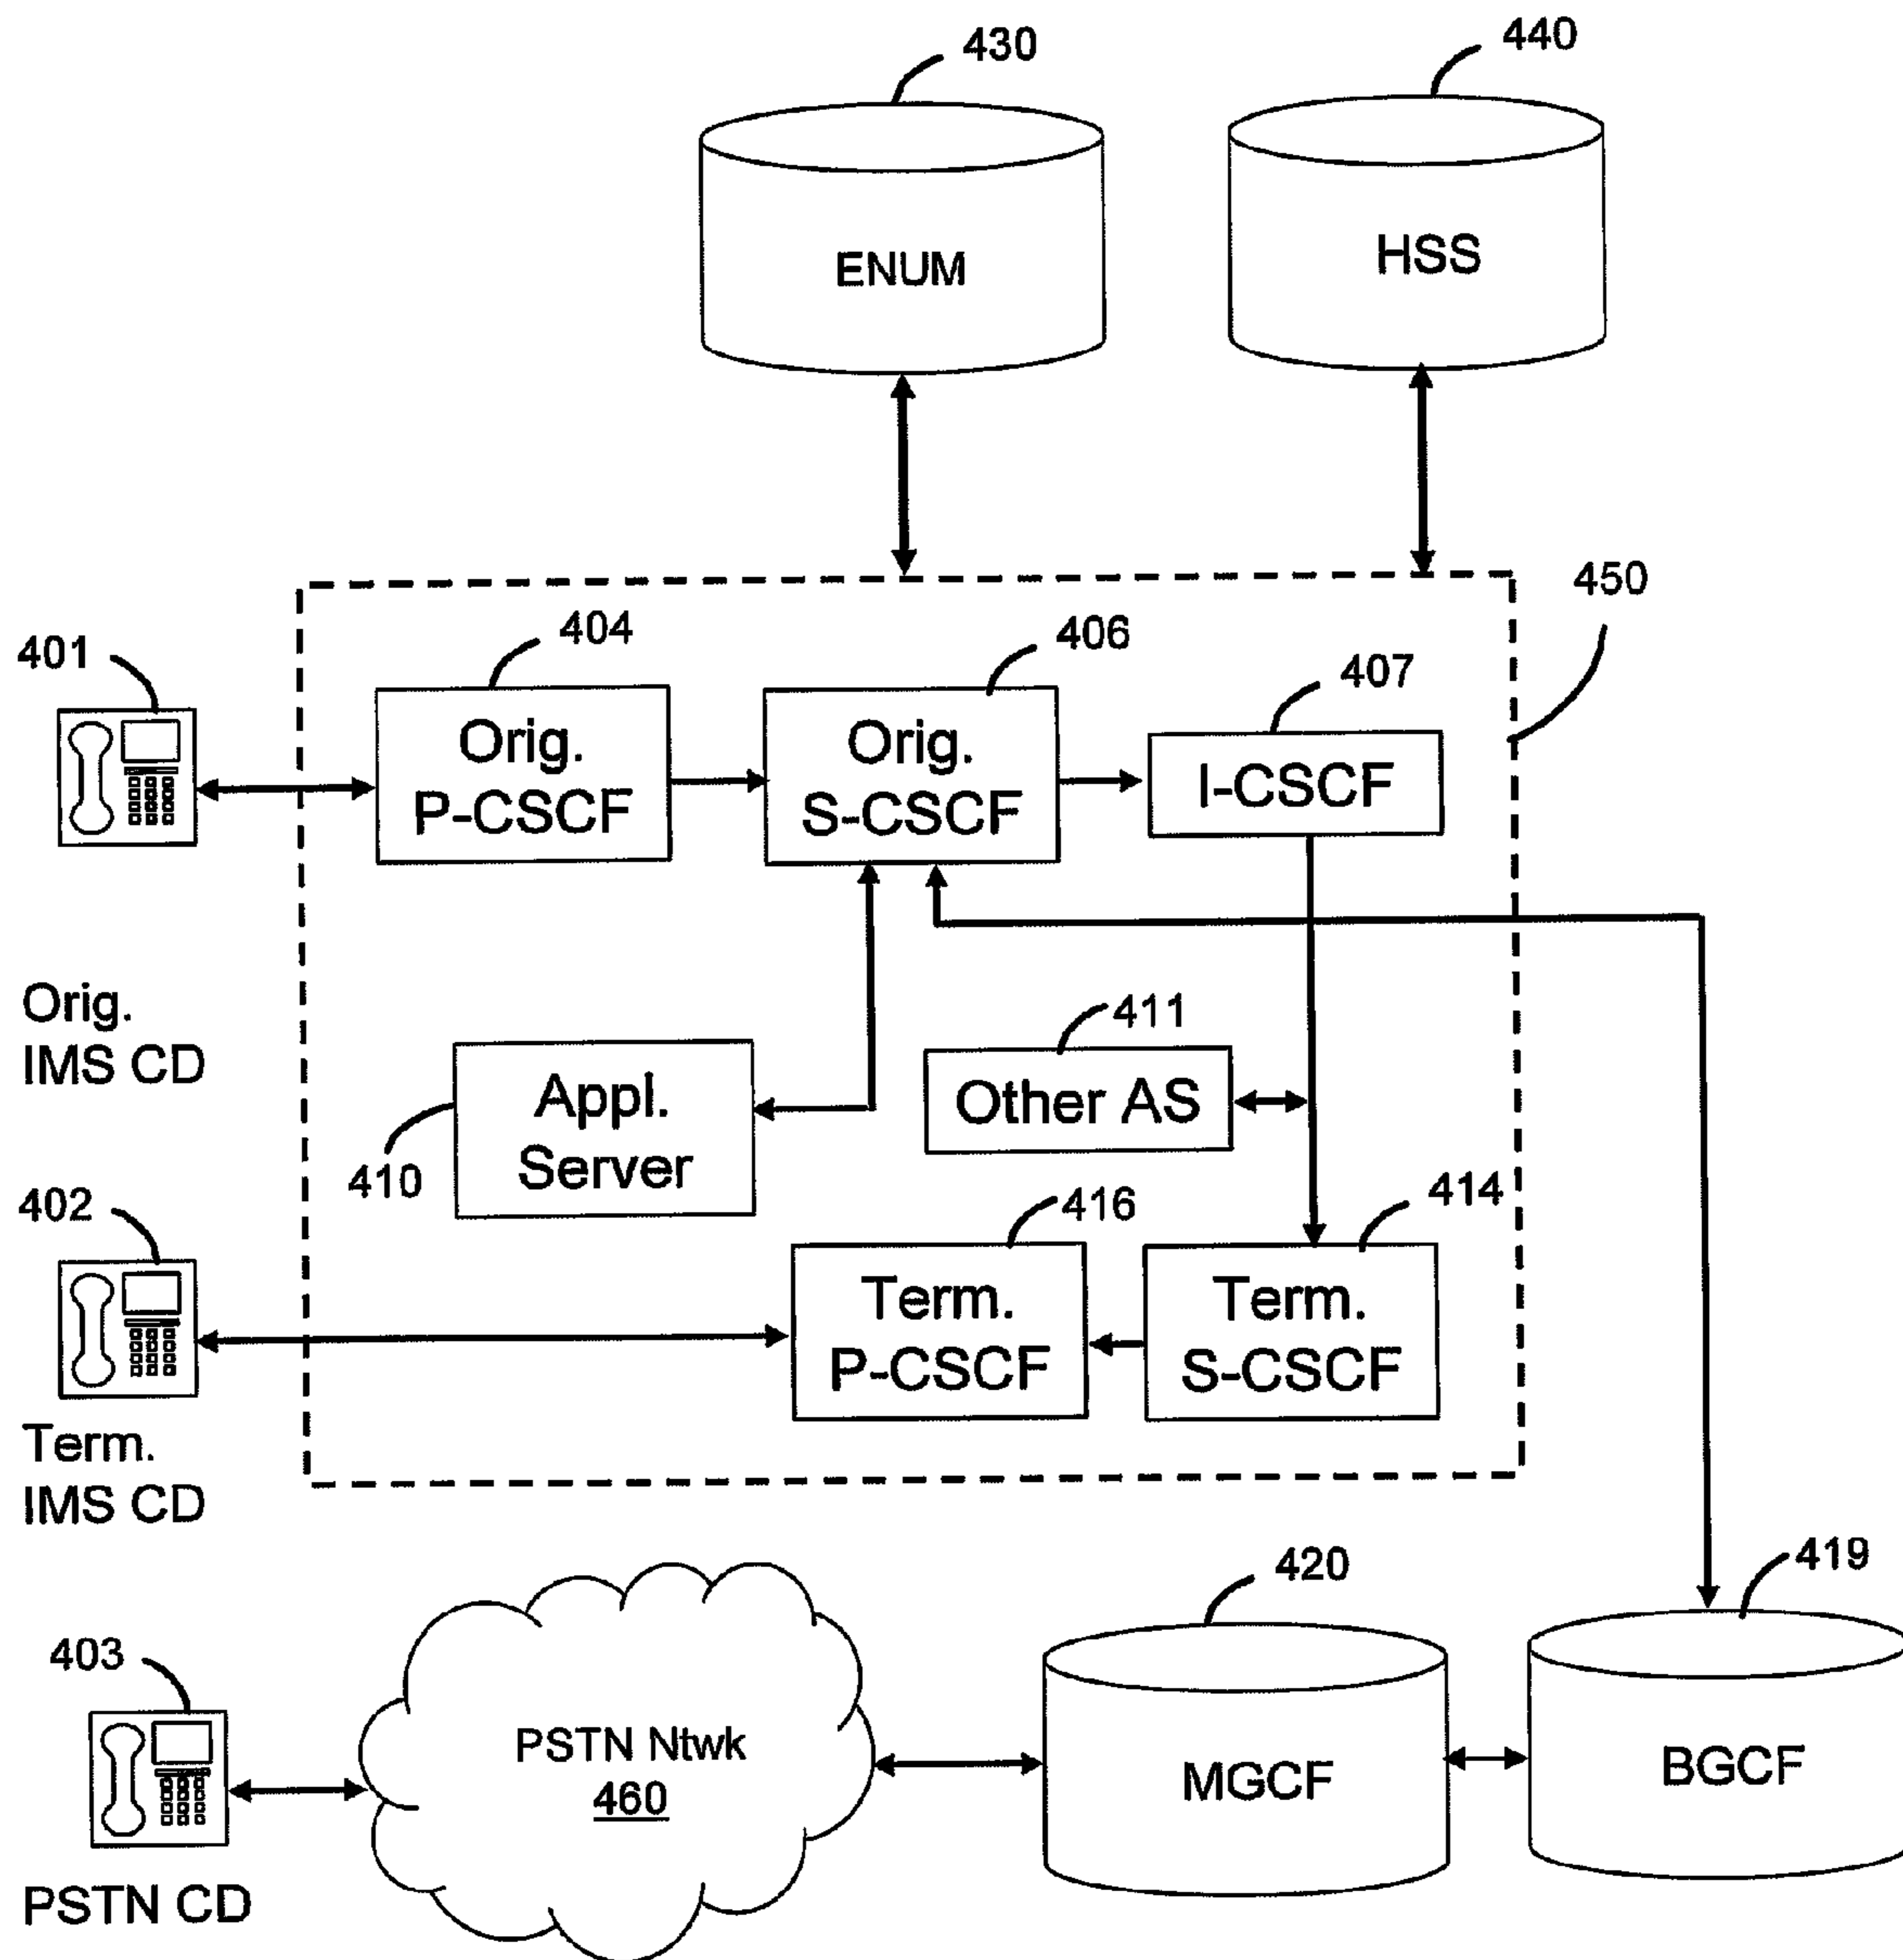 430
440
ENUM
HSS
450
404
406
407
401
Orig.
P-CSCF
Orig.
S-CSCF
I-CSCF
Orig.
IMS CD
411
Other AS
Appl.
Server
410
402
416
414
Term.
P-CSCF
Term.
S-CSCF
Term.
IMS CD
420
419
403
PSTN Ntwk
460
MGCF
BGCF
PSTN CD